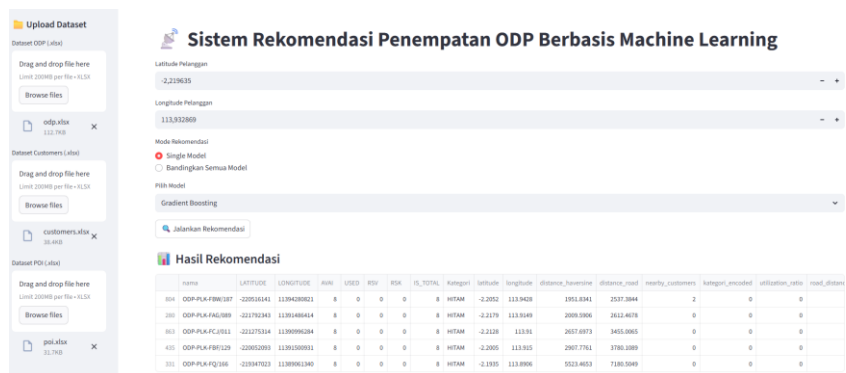 Upload Dataset
Dataset ODP (.xlsx)
Drag and drop file here
Limit 200MB per file • XLSX
Browse files
odp.xlsx
112.7KB
Dataset Customers (.xlsx)
Drag and drop file here
Limit 200MB per file • XLSX
Browse files
customers.xlsx
36.4KB
Dataset POI (.xlsx)
Drag and drop file here
Limit 200MB per file • XLSX
Browse files
poi.xlsx
31.7KB
Sistem Rekomendasi Penempatan ODP Berbasis Machine Learning
Latitude Pelanggan
-2,219635
Longitude Pelanggan
113,932869
Mode Rekomendasi
Single Model
Bandingkan Semua Model
Pilih Model
Gradient Boosting
Jalankan Rekomendasi
Hasil Rekomendasi
name LATITUDE LONGITUDE AVAI USED RSV RSK IS_TOTAL Kategori latitude longitude distance_haversine distance_road nearby_customers kategori_encoded utilization_ratio road_distanc
804 ODP-PLK-FBW/187 -220516141 11394280821 8 0 0 0 8 HITAM -2.2052 113.9428 1951.8341 2537.3844 2 0 0
280 ODP-PLK-FAG/089 -221792343 11391486414 8 0 0 0 8 HITAM -2.2179 113.9149 2009.5906 2612.4678 0 0 0
863 ODP-PLK-FCJ/011 -221275314 11390996284 8 0 0 0 8 HITAM -2.2128 113.91 2657.6973 3455.0065 0 0 0
435 ODP-PLK-FBF/129 -220052093 11391500931 8 0 0 0 8 HITAM -2.2005 113.915 2907.7761 3780.1089 0 0 0
331 ODP-PLK-FQ/166 -219347023 11389061340 8 0 0 0 8 HITAM -2.1935 113.8906 5523.4653 7180.5049 0 0 0